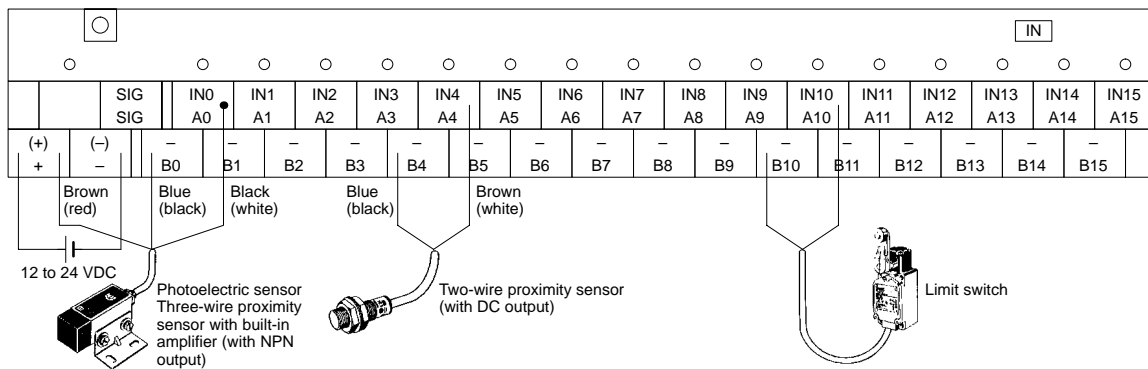 IN
SIG IN0 IN1 IN2 IN3 IN4 IN5 IN6 IN7 IN8 IN9 IN10 IN11 IN12 IN13 IN14 IN15
SIG A0 A1 A2 A3 A4 A5 A6 A7 A8 A9 A10 A11 A12 A13 A14 A15
(+) (–) – – – – – – – – – – – – – – – –
+ – B0 B1 B2 B3 B4 B5 B6 B7 B8 B9 B10 B11 B12 B13 B14 B15
Brown
(red)
Blue
(black)
Black
(white)
Blue
(black)
Brown
(white)
12 to 24 VDC
Photoelectric sensor
Three-wire proximity
sensor with built-in
amplifier (with NPN
output)
Two-wire proximity sensor
(with DC output)
Limit switch